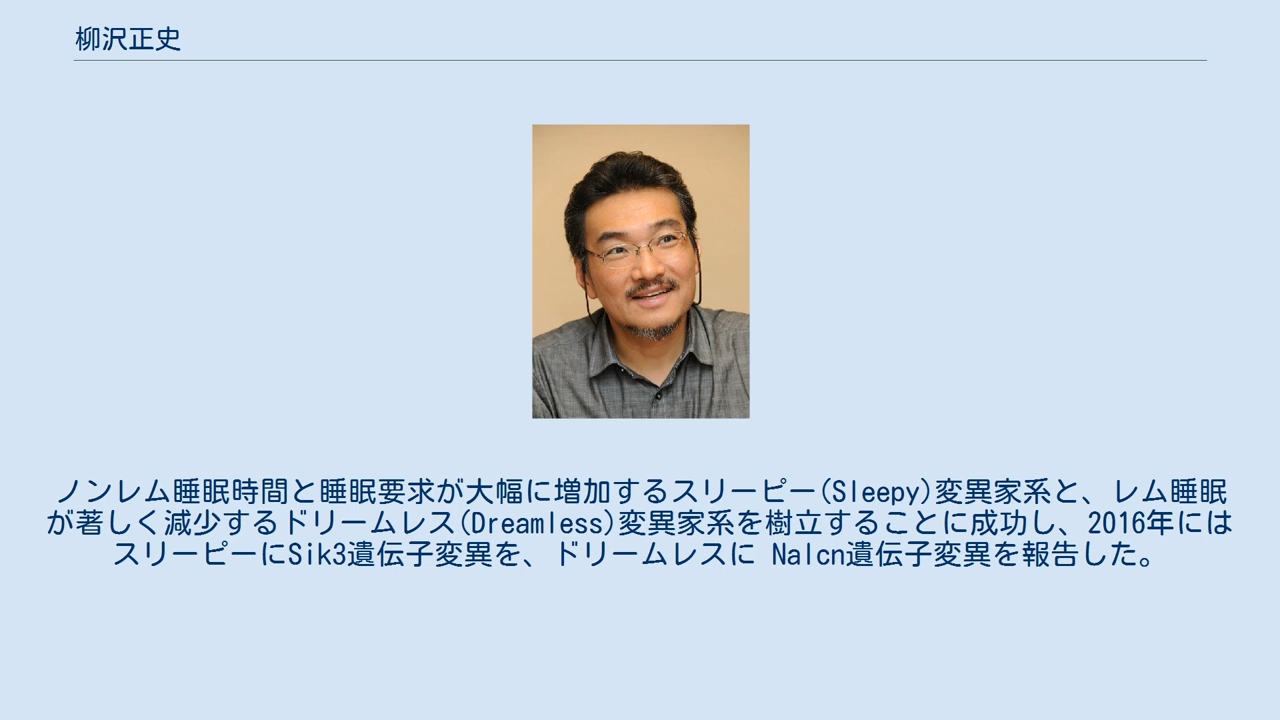 柳沢正史
ノンレム睡眠時間と睡眠要求が大幅に増加するスリーピー(Sleepy)変異家系と、レム睡眠
が著しく減少するドリームレス(Dreamless)変異家系を樹立することに成功し、2016年には
スリーピーにSik3遺伝子変異を、ドリームレスに Nalcn遺伝子変異を報告した。